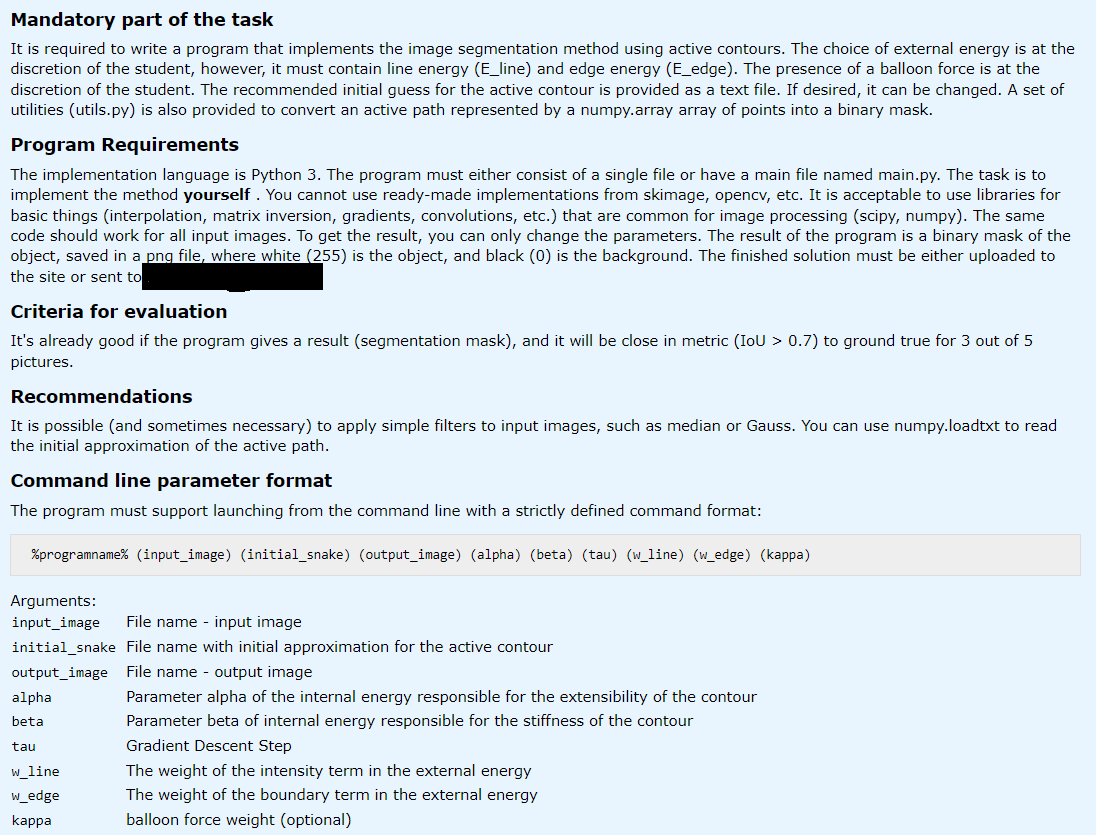 Mandatory part of the task
It is required to write a program that implements the image segmentation method using active contours. The choice of external energy is at the
discretion of the student, however, it must contain line energy (E_line) and edge energy (E_edge). The presence of a balloon force is at the
discretion of the student. The recommended initial guess for the active contour is provided as a text file. If desired, it can be changed. A set of
utilities (utils.py) is also provided to convert an active path represented by a numpy.array array of points into a binary mask.
Program Requirements
The implementation language is Python 3. The program must either consist of a single file or have a main file named main.py. The task is to
implement the method yourself . You cannot use ready-made implementations from skimage, opencv, etc. It is acceptable to use libraries for
basic things (interpolation, matrix inversion, gradients, convolutions, etc.) that are common for image processing (scipy, numpy). The same
code should work for all input images. To get the result, you can only change the parameters. The result of the program is a binary mask of the
object, saved in a png file, where white (255) is the object, and black (0) is the background. The finished solution must be either uploaded to
the site or sent to
Criteria for evaluation
It's already good if the program gives a result (segmentation mask), and it will be close in metric (IoU > 0.7) to ground true for 3 out of 5
pictures.
Recommendations
It is possible (and sometimes necessary) to apply simple filters to input images, such as median or Gauss. You can use numpy.loadtxt to read
the initial approximation of the active path.
Command line parameter format
The program must support launching from the command line with a strictly defined command format:
%programname% (input_image) (initial_snake) (output_image) (alpha) (beta) (tau) (w_line) (w_edge) (kappa)
Arguments:
input_image File name - input image
initial_snake File name with initial approximation for the active contour
output_image File name - output image
alpha Parameter alpha of the internal energy responsible for the extensibility of the contour
beta Parameter beta of internal energy responsible for the stiffness of the contour
tau Gradient Descent Step
w_line The weight of the intensity term in the external energy
w_edge The weight of the boundary term in the external energy
kappa balloon force weight (optional)